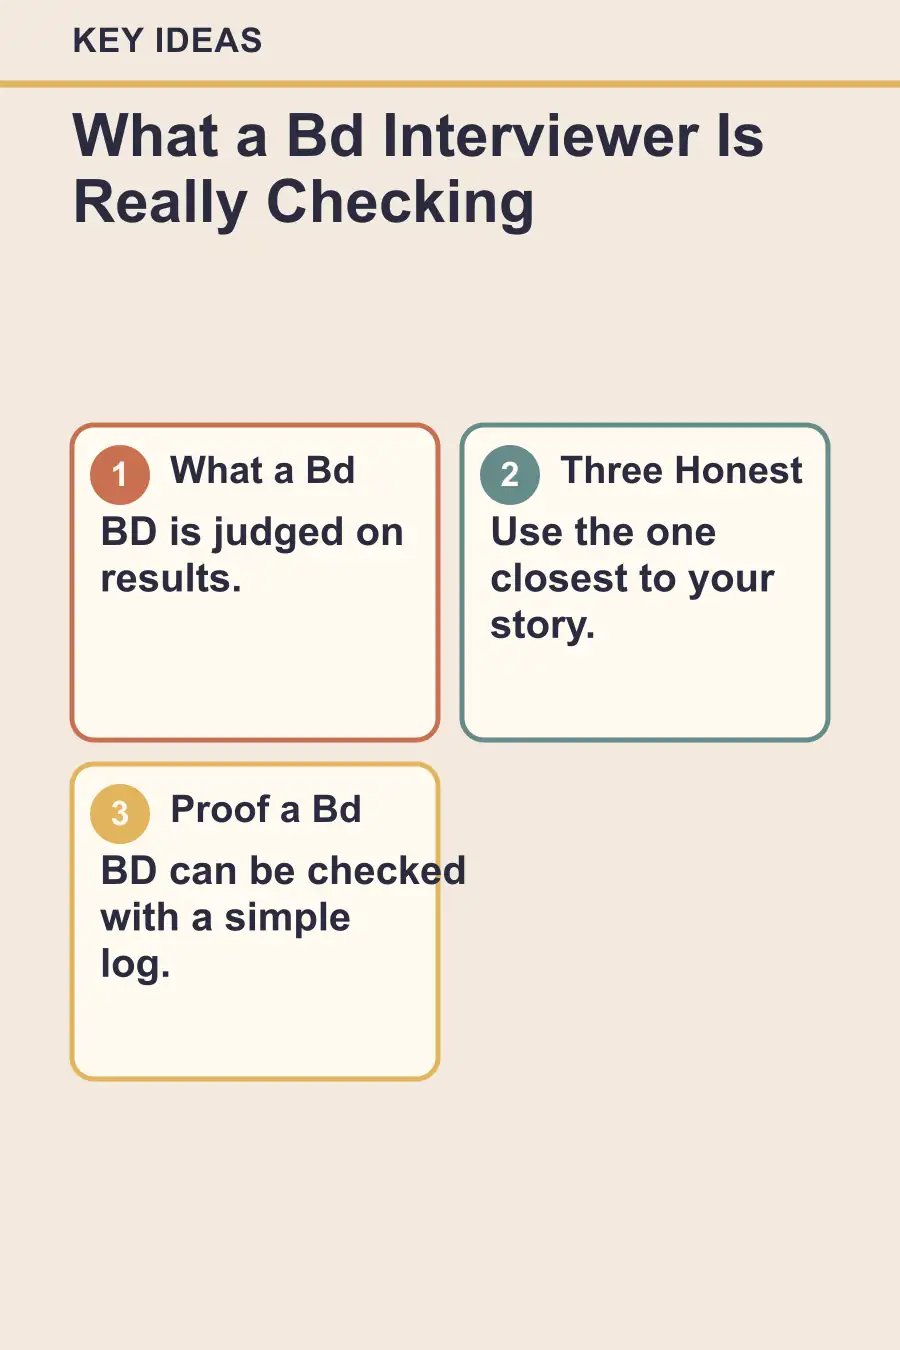 KEY IDEAS
What a Bd Interviewer Is
Really Checking
1 What a Bd
BD is judged on
results.
2 Three Honest
Use the one
closest to your
story.
3 Proof a Bd
BD can be checked
with a simple
log.